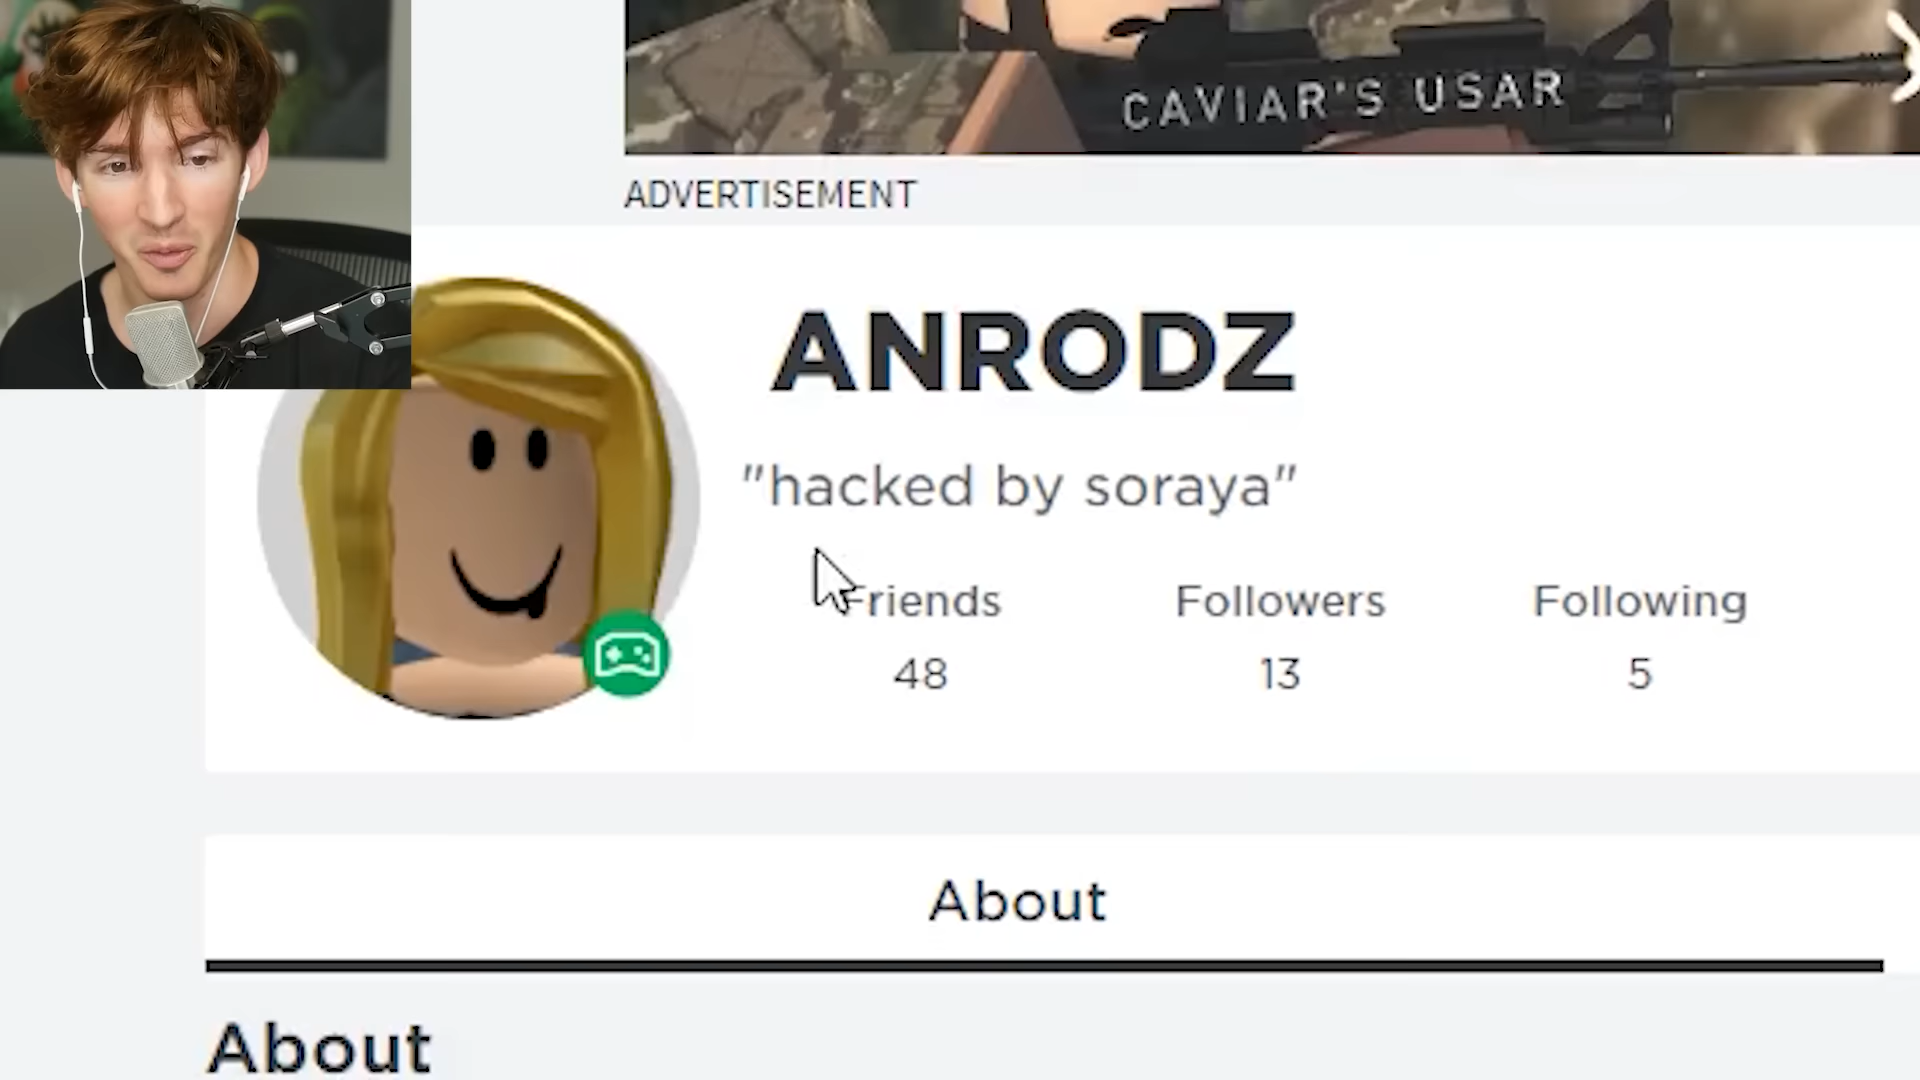 CAVIAR'S USAR
ADVERTISEMENT
ANRODZ
"hacked by soraya"
Friends
Followers
Following
48
13
5
About
About